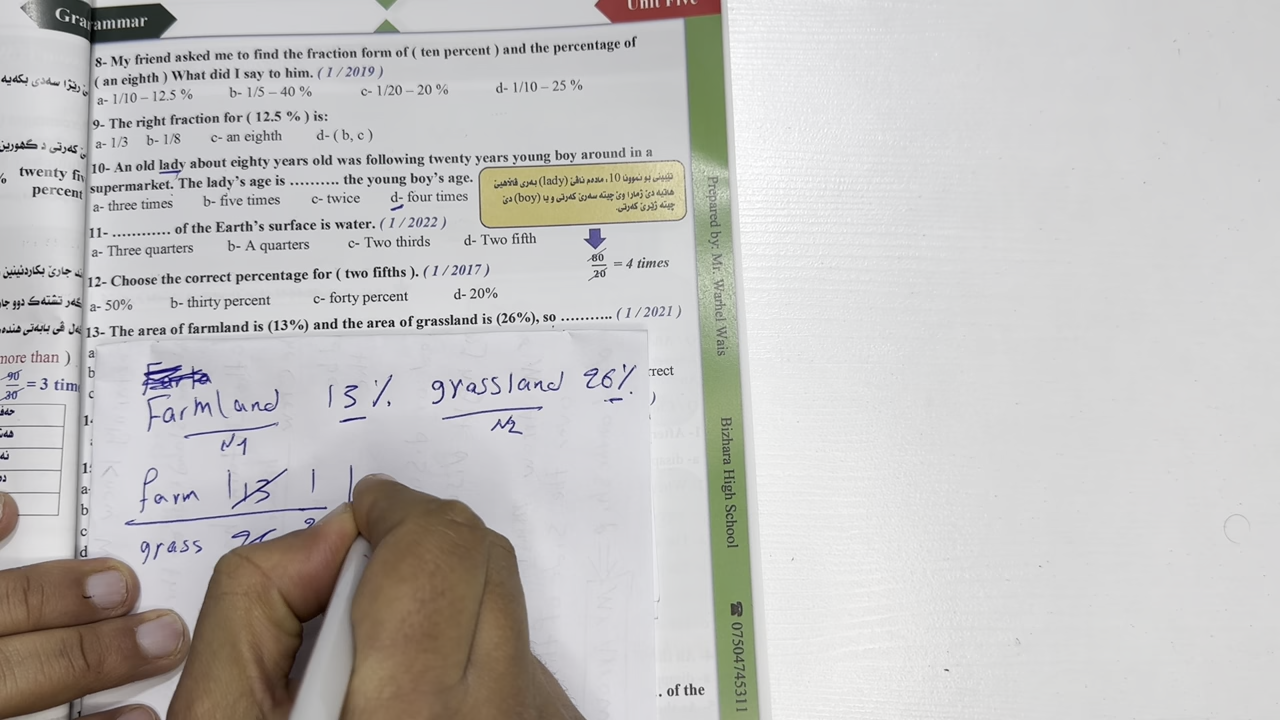 Grammar
Unit Five
8- My friend asked me to find the fraction form of ( ten percent ) and the percentage of
( an eighth ) What did I say to him. ( 1 / 2019 )
a- 1/10 – 12.5 % b- 1/5 – 40 % c- 1/20 – 20 % d- 1/10 – 25 %
9- The right fraction for ( 12.5 % ) is:
a- 1/3 b- 1/8 c- an eighth d- ( b, c )
10- An old lady about eighty years old was following twenty years young boy around in a
supermarket. The lady's age is .......... the young boy's age.
a- three times b- five times c- twice d- four times
11- ............ of the Earth's surface is water. ( 1 / 2022 )
a- Three quarters b- A quarters c- Two thirds d- Two fifth
80
20 = 4 times
12- Choose the correct percentage for ( two fifths ). ( 1 / 2017 )
a- 50% b- thirty percent c- forty percent d- 20%
13- The area of farmland is (13%) and the area of grassland is (26%), so .......... ( 1 / 2021 )
Farmland 13 % grassland 26%
N1 N2
farm 13 1 1
grass 26
. of the
twenty
percent
more than )
90
30 = 3
Prepared by: Mr. Warhel Wais
Bizhara High School
☎ 07504745311